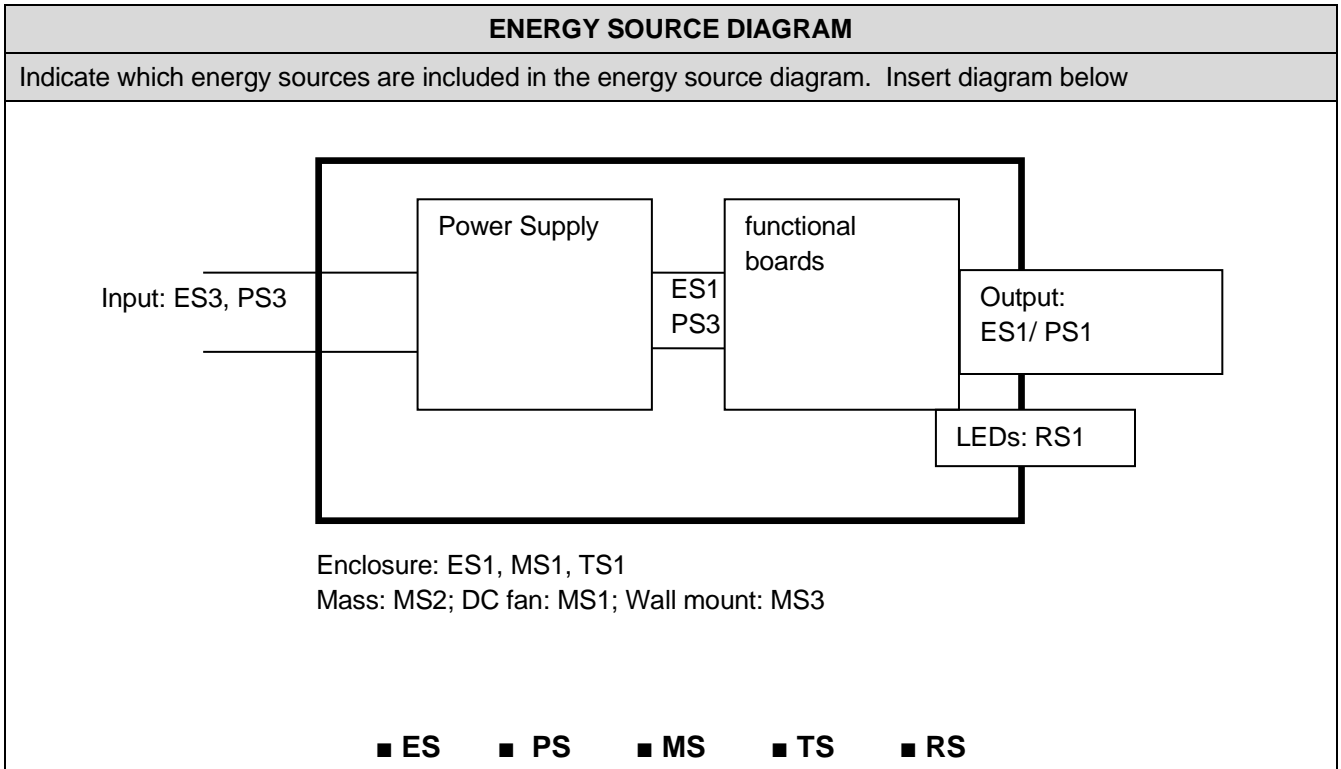 ENERGY SOURCE DIAGRAM
Indicate which energy sources are included in the energy source diagram.  Insert diagram below
Power Supply
functional
boards
Input: ES3, PS3
ES1
PS3
Output:
ES1/ PS1
LEDs: RS1
Enclosure: ES1, MS1, TS1
Mass: MS2; DC fan: MS1; Wall mount: MS3
■ ES ■ PS ■ MS ■ TS ■ RS